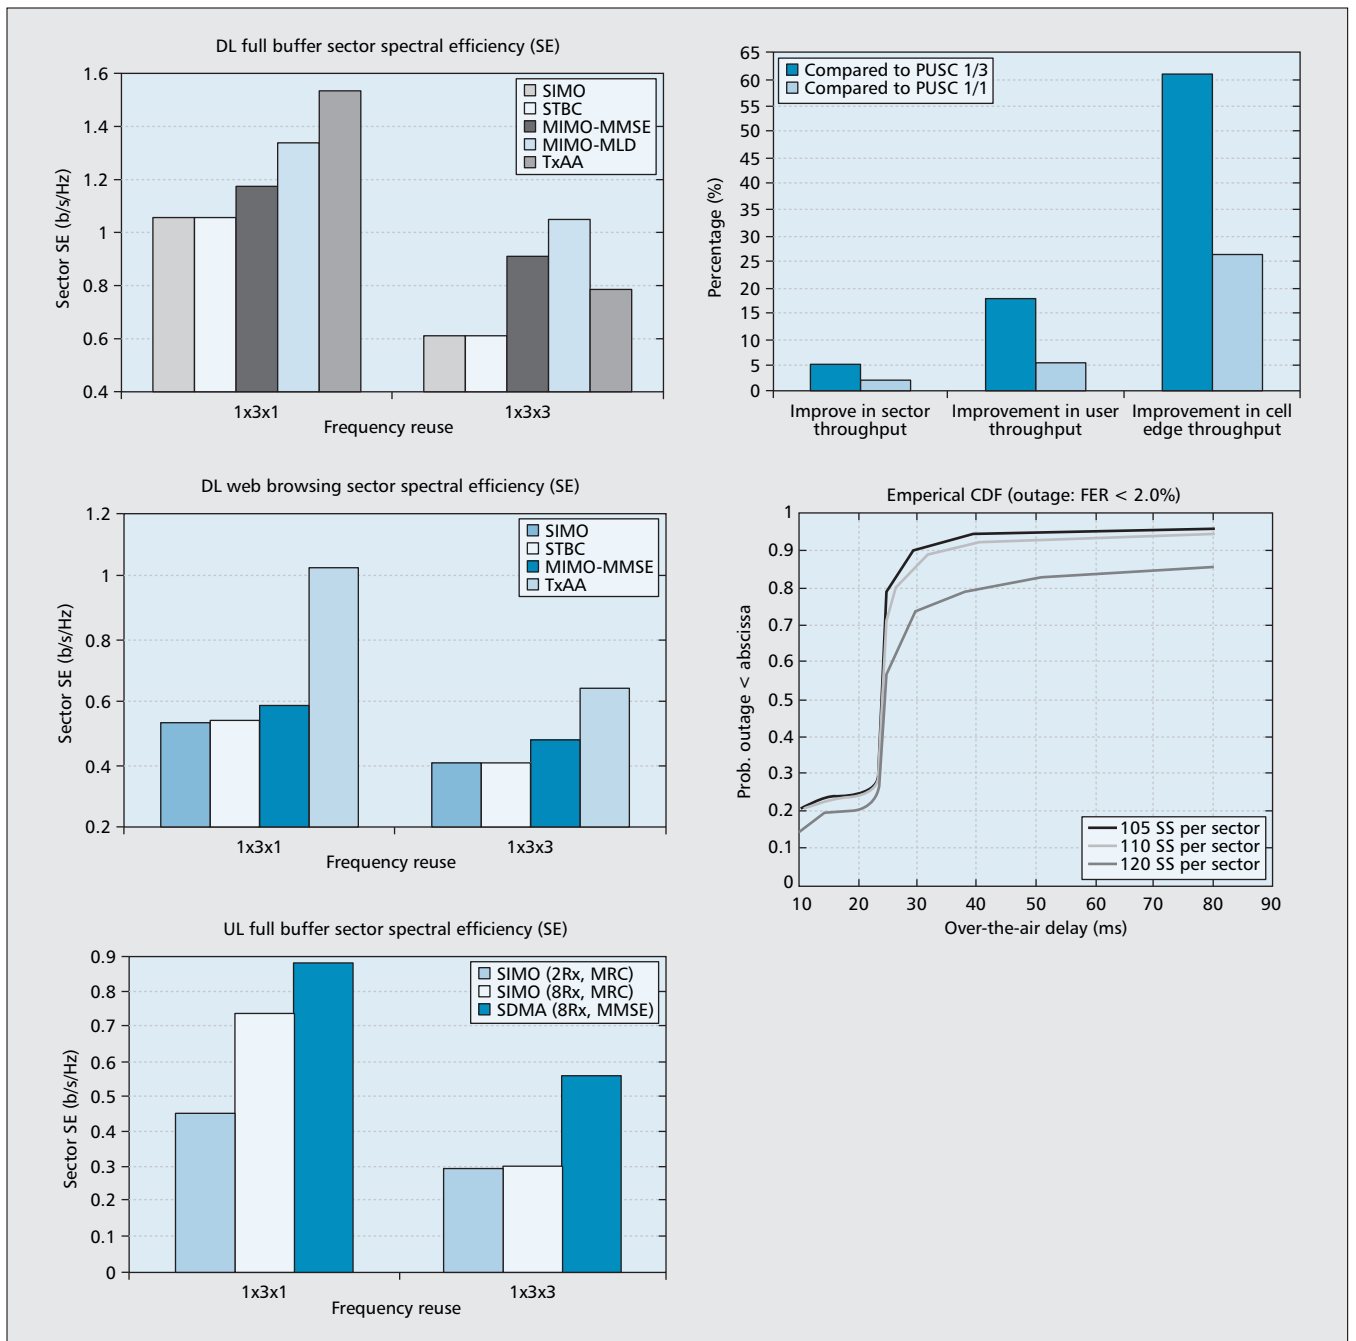 DL full buffer sector spectral efficiency (SE)
1.6
1.4
1.2
1
0.8
0.6
0.4
Sector SE (b/s/Hz)
SIMO
STBC
MIMO-MMSE
MIMO-MLD
TxAA
1x3x1
1x3x3
Frequency reuse
65
60
55
50
45
40
35
30
25
20
15
10
5
0
Percentage (%)
Compared to PUSC 1/3
Compared to PUSC 1/1
Improve in sector
throughput
Improvement in user
throughput
Improvement in cell
edge throughput
DL web browsing sector spectral efficiency (SE)
1.2
1
0.8
0.6
0.4
0.2
Sector SE (b/s/Hz)
SIMO
STBC
MIMO-MMSE
TxAA
1x3x1
1x3x3
Frequency reuse
Emperical CDF (outage: FER < 2.0%)
1
0.9
0.8
0.7
0.6
0.5
0.4
0.3
0.2
0.1
0
Prob. outage < abscissa
105 SS per sector
110 SS per sector
120 SS per sector
10
20
30
40
50
60
70
80
90
Over-the-air delay (ms)
UL full buffer sector spectral efficiency (SE)
0.9
0.8
0.7
0.6
0.5
0.4
0.3
0.2
0.1
0
Sector SE (b/s/Hz)
SIMO (2Rx, MRC)
SIMO (8Rx, MRC)
SDMA (8Rx, MMSE)
1x3x1
1x3x3
Frequency reuse